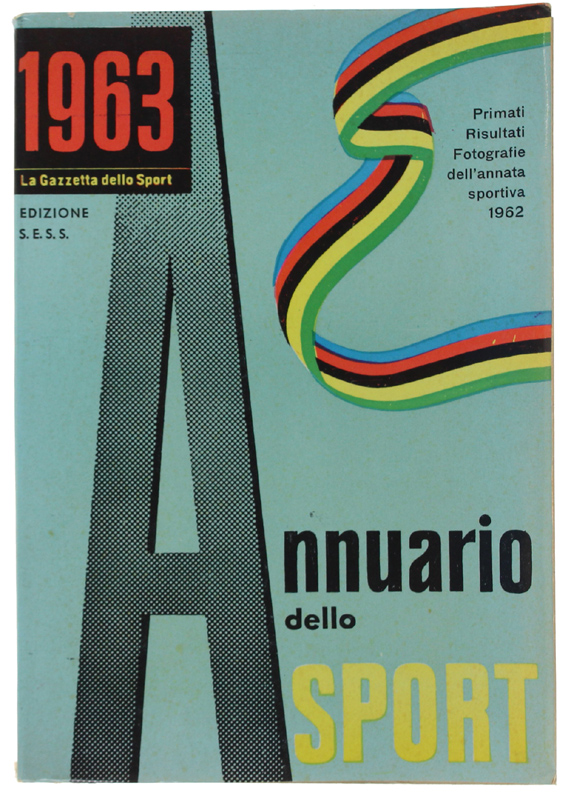 1963
La Gazzetta dello Sport
EDIZIONE
S. E. S. S.
Primati
Risultati
Fotografie
dell'annata
sportiva
1962
Annuario
dello
SPORT